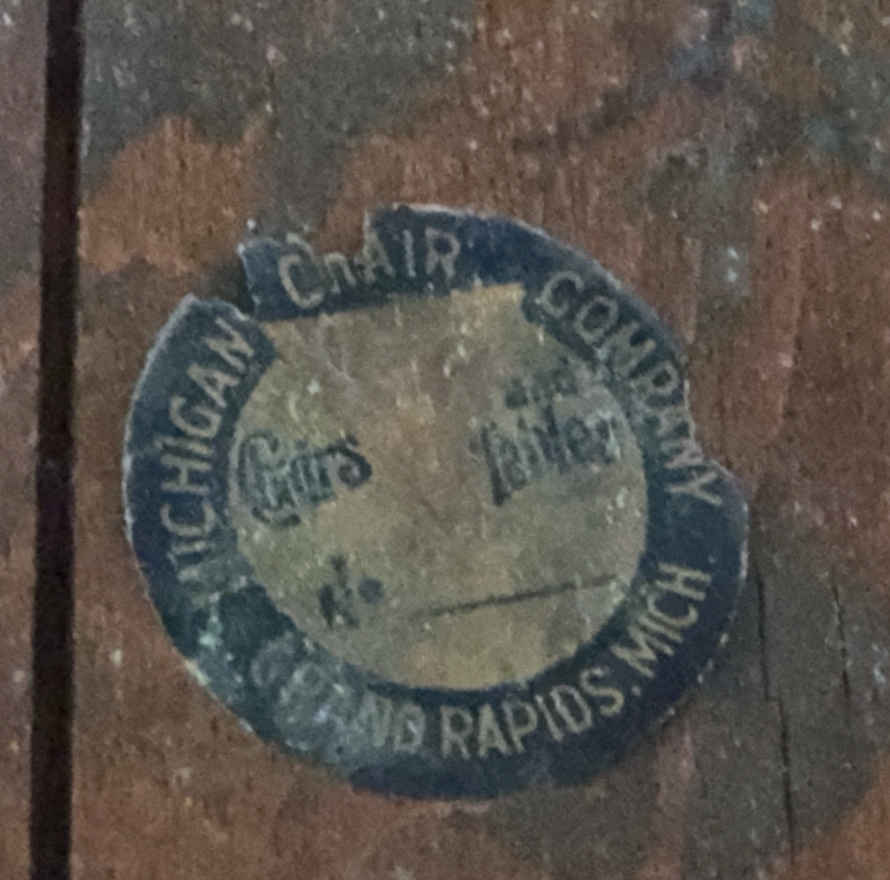 MICHIGAN CHAIR COMPANY
Chairs
and
Tables
No
GRAND RAPIDS. MICH.